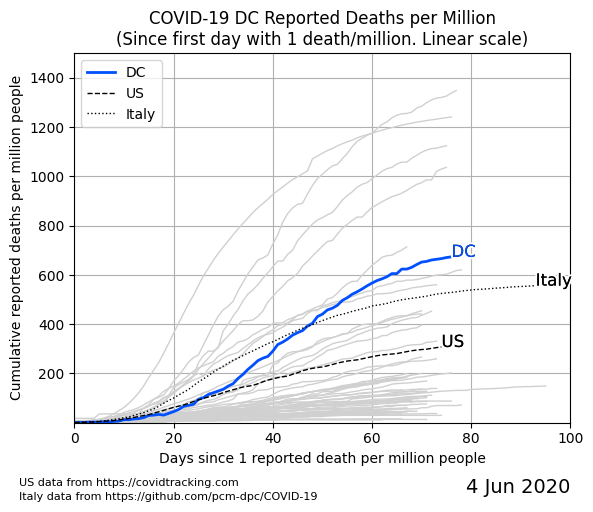 COVID-19 DC Reported Deaths per Million
(Since first day with 1 death/million. Linear scale)
Cumulative reported deaths per million people
1400
1200
1000
800
600
400
200
DC
US
Italy
DC
Italy
US
0
20
40
60
80
100
Days since 1 reported death per million people
US data from https://covidtracking.com
Italy data from https://github.com/pcm-dpc/COVID-19
4 Jun 2020